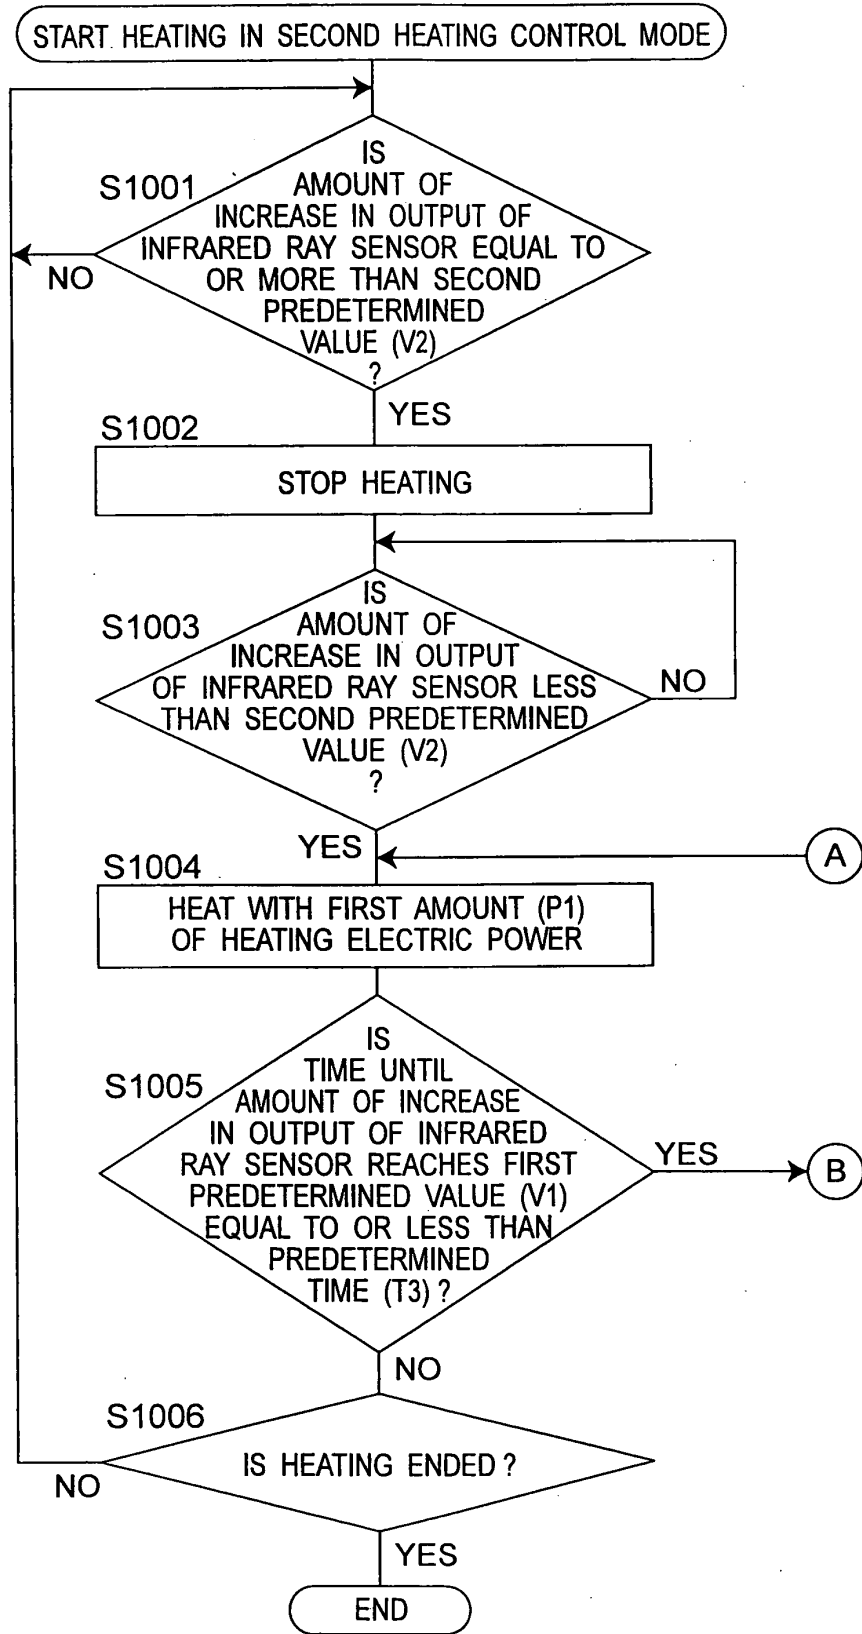 START HEATING IN SECOND HEATING CONTROL MODE
S1001
IS
AMOUNT OF
INCREASE IN OUTPUT OF
INFRARED RAY SENSOR EQUAL TO
OR MORE THAN SECOND
PREDETERMINED
VALUE (V2)
?
NO
YES
S1002
STOP HEATING
S1003
IS
AMOUNT OF
INCREASE IN OUTPUT
OF INFRARED RAY SENSOR LESS
THAN SECOND PREDETERMINED
VALUE (V2)
?
NO
YES
A
S1004
HEAT WITH FIRST AMOUNT (P1)
OF HEATING ELECTRIC POWER
S1005
IS
TIME UNTIL
AMOUNT OF INCREASE
IN OUTPUT OF INFRARED
RAY SENSOR REACHES FIRST
PREDETERMINED VALUE (V1)
EQUAL TO OR LESS THAN
PREDETERMINED
TIME (T3) ?
YES
B
NO
S1006
IS HEATING ENDED ?
NO
YES
END